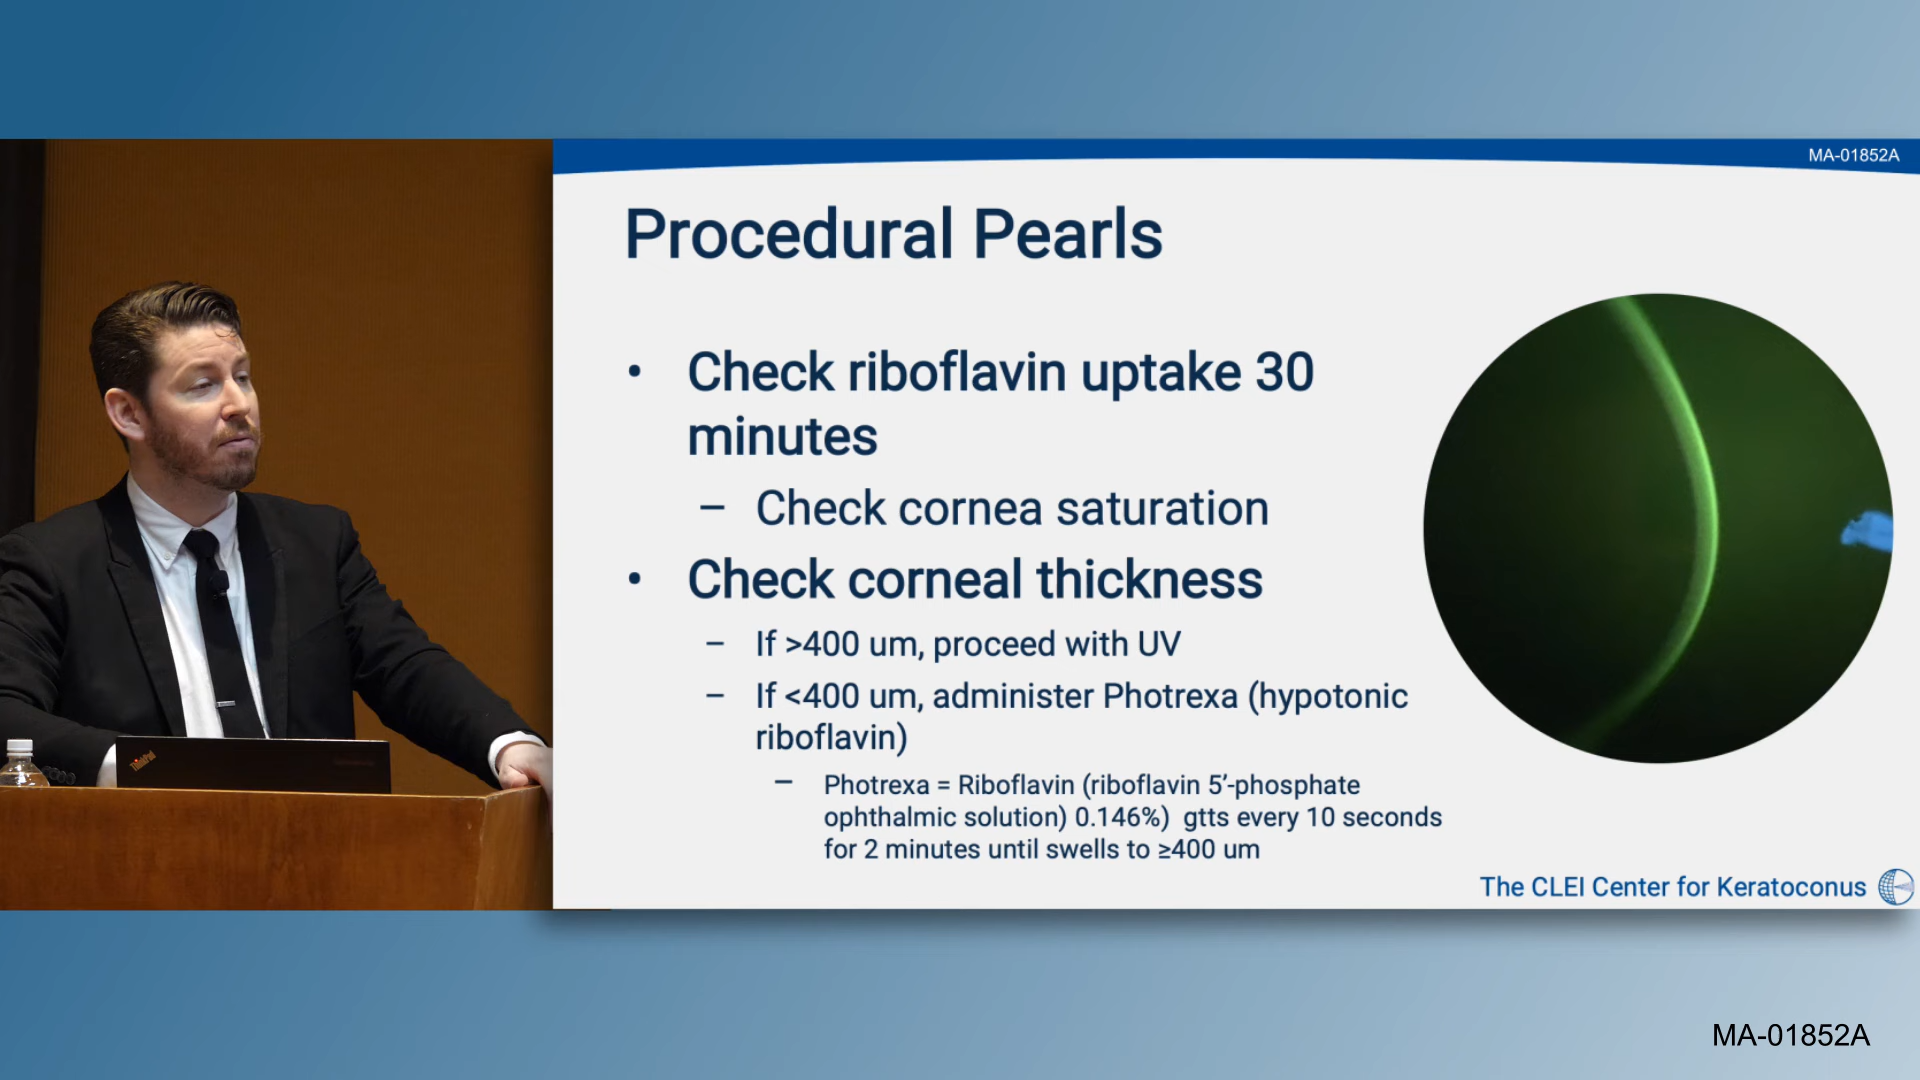 MA-01852A
Procedural Pearls
• Check riboflavin uptake 30
minutes
– Check cornea saturation
• Check corneal thickness
– If >400 um, proceed with UV
– If <400 um, administer Photrexa (hypotonic
riboflavin)
– Photrexa = Riboflavin (riboflavin 5’-phosphate
ophthalmic solution) 0.146%) gtts every 10 seconds
for 2 minutes until swells to ≥400 um
The CLEI Center for Keratoconus
ThinkPad
MA-01852A